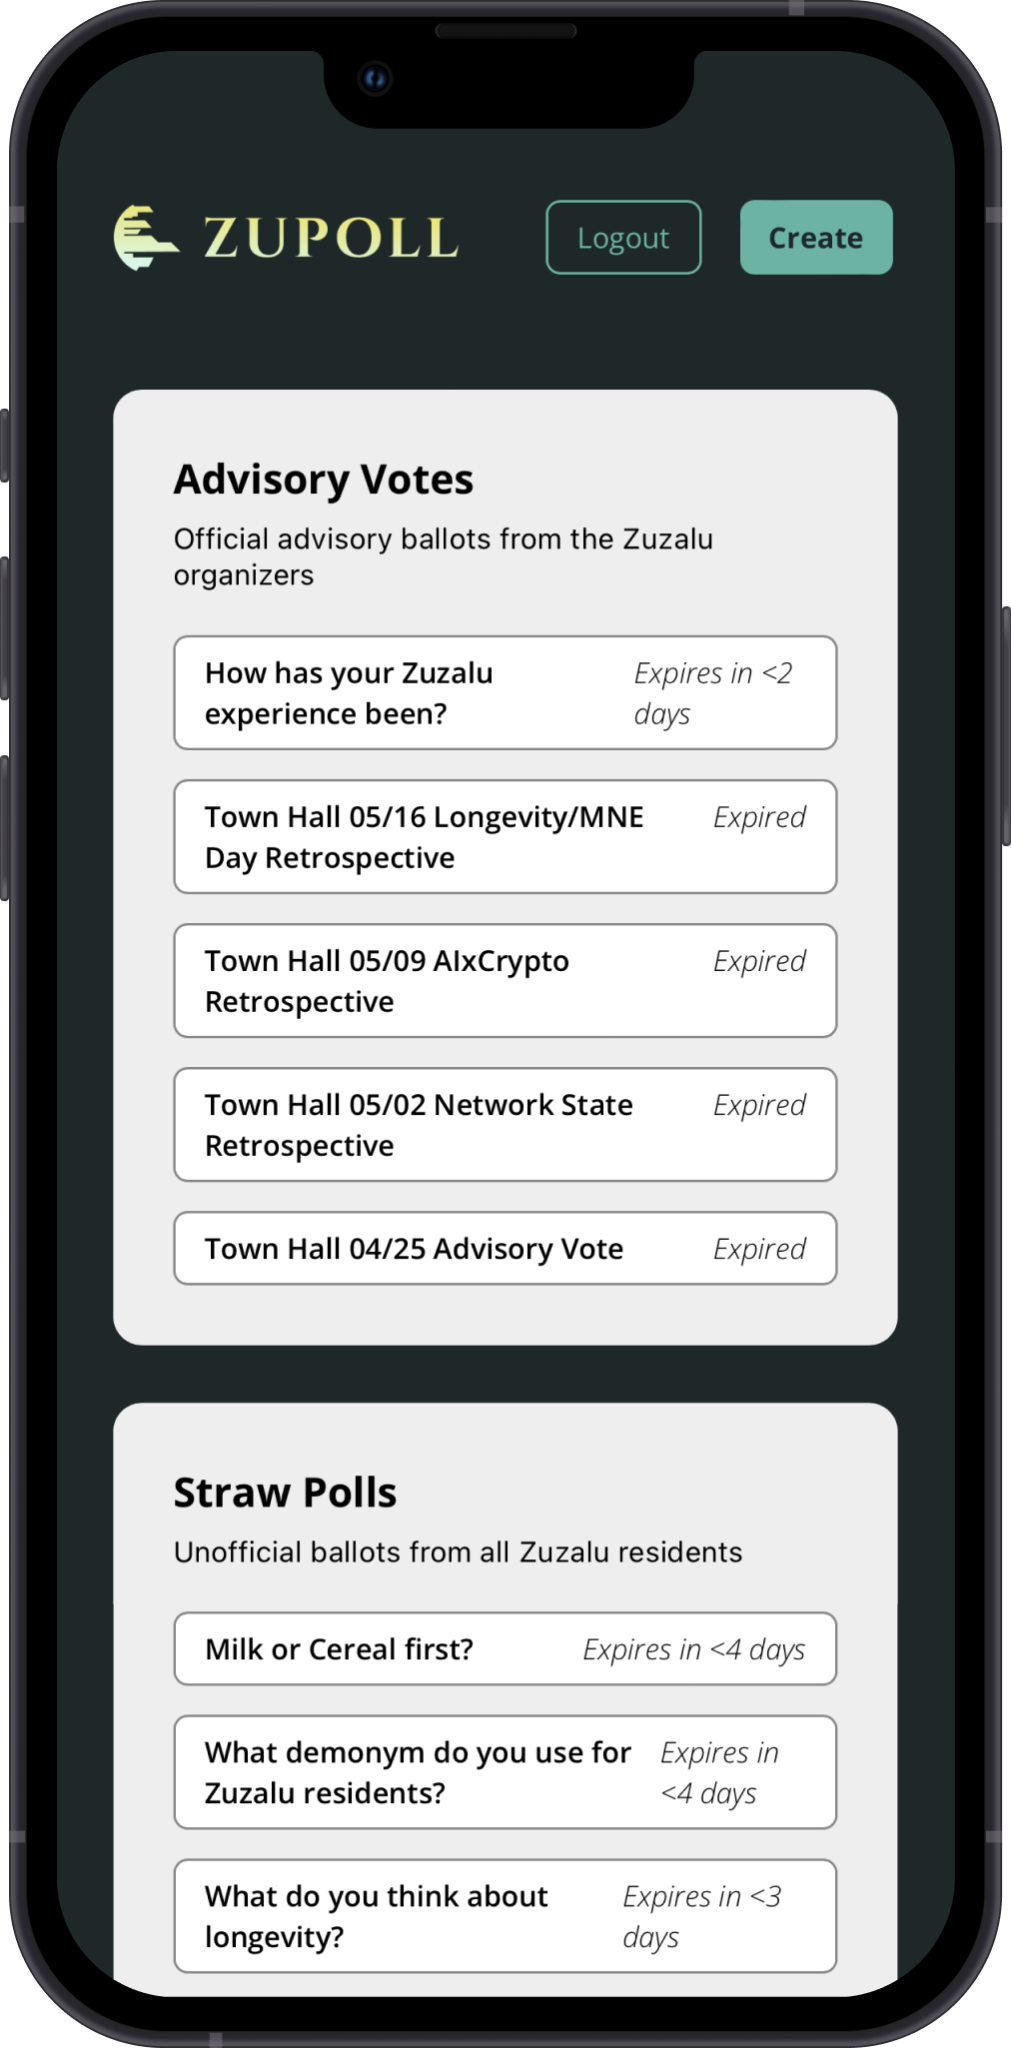 ZUPOLL
Logout
Create
Advisory Votes
Official advisory ballots from the Zuzalu
organizers
How has your Zuzalu
experience been?
Expires in <2
days
Town Hall 05/16 Longevity/MNE
Day Retrospective
Expired
Town Hall 05/09 AIxCrypto
Retrospective
Expired
Town Hall 05/02 Network State
Retrospective
Expired
Town Hall 04/25 Advisory Vote
Expired
Straw Polls
Unofficial ballots from all Zuzalu residents
Milk or Cereal first?
Expires in <4 days
What demonym do you use for
Zuzalu residents?
Expires in
<4 days
What do you think about
longevity?
Expires in <3
days